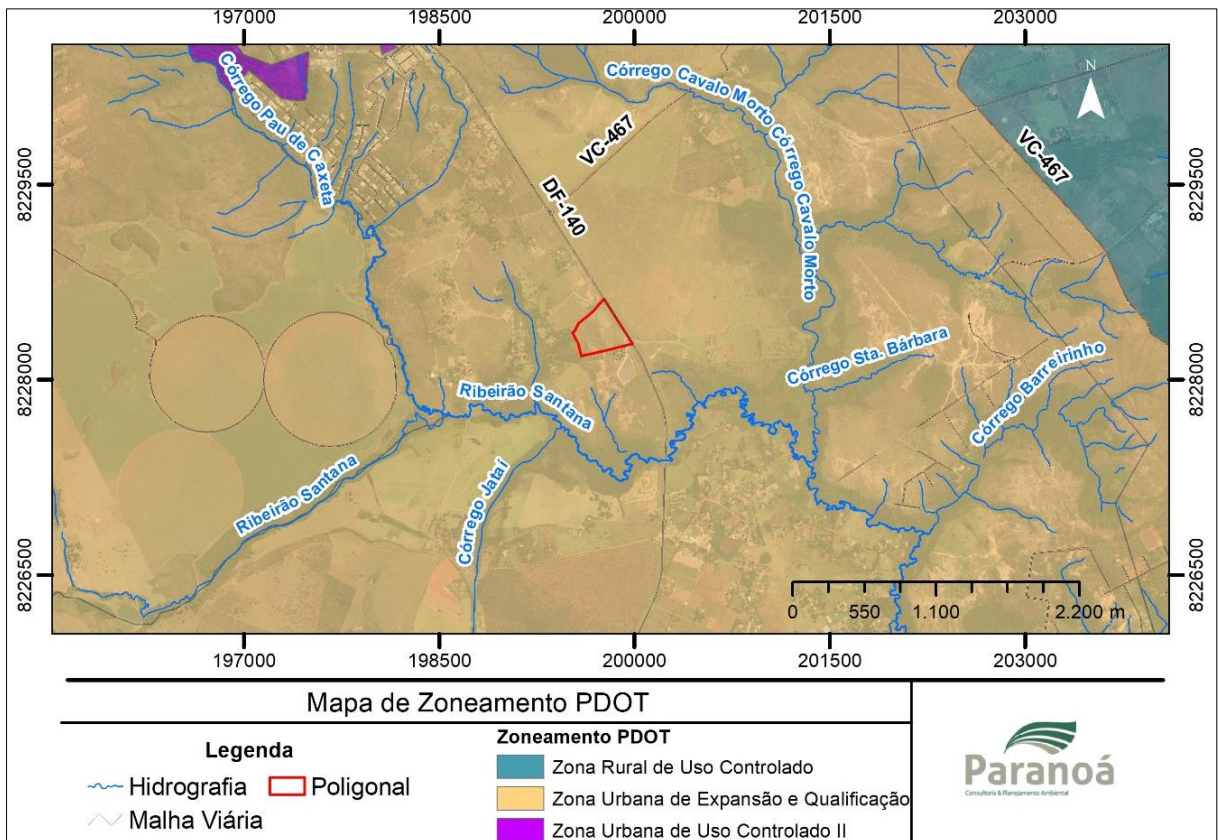 197000 198500 200000 201500 203000
8229500
8228000
8226500
Córrego Pau de Caxeta
Córrego Cavalo Morto Córrego Cavalo Morto
VC-467
DF-140
N
VC-467
8229500
8228000
8226500
Córrego Sta. Bárbara
Córrego Barreirinho
Ribeirão Santana
Ribeirão Santana
Córrego Jataí
0 550 1.100 2.200 m
197000 198500 200000 201500 203000
Mapa de Zoneamento PDOT
Legenda
Hidrografia Poligonal
Malha Viária
Zoneamento PDOT
Zona Rural de Uso Controlado
Zona Urbana de Expansão e Qualificação
Zona Urbana de Uso Controlado II
Paranoá
Consultoria & Planejamento Ambiental